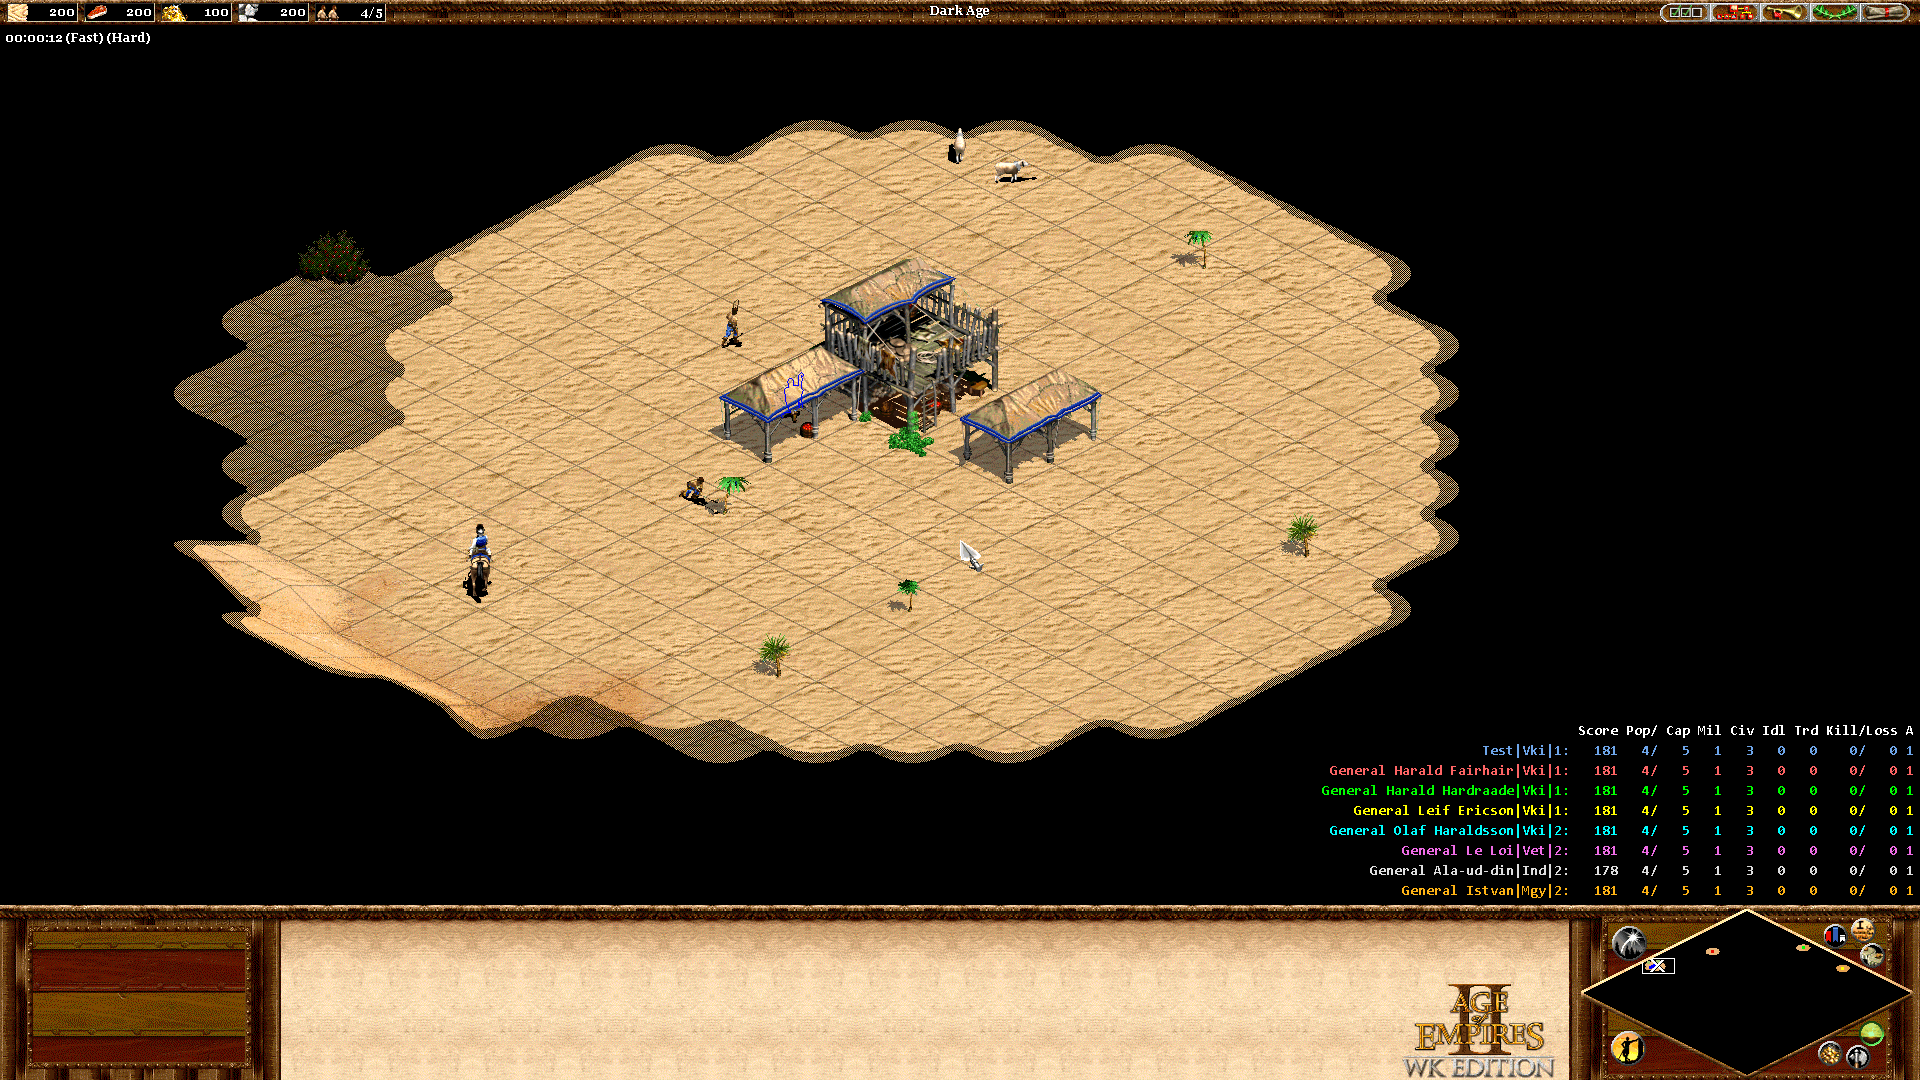 200 200 100 200 4/5 Dark Age
00:00:12 (Fast) (Hard)
Score Pop/ Cap Mil Civ Idl Trd Kill/Loss A
Test|Vki|1: 181 4/ 5 1 3 0 0 0/ 0 1
General Harald Fairhair|Vki|1: 181 4/ 5 1 3 0 0 0/ 0 1
General Harald Hardraade|Vki|1: 181 4/ 5 1 3 0 0 0/ 0 1
General Leif Ericson|Vki|1: 181 4/ 5 1 3 0 0 0/ 0 1
General Olaf Haraldsson|Vki|2: 181 4/ 5 1 3 0 0 0/ 0 1
General Le Loi|Vet|2: 181 4/ 5 1 3 0 0 0/ 0 1
General Ala-ud-din|Ind|2: 178 4/ 5 1 3 0 0 0/ 0 1
General Istvan|Mgy|2: 181 4/ 5 1 3 0 0 0/ 0 1
II
AGE
of
EMPIRES
WK EDITION